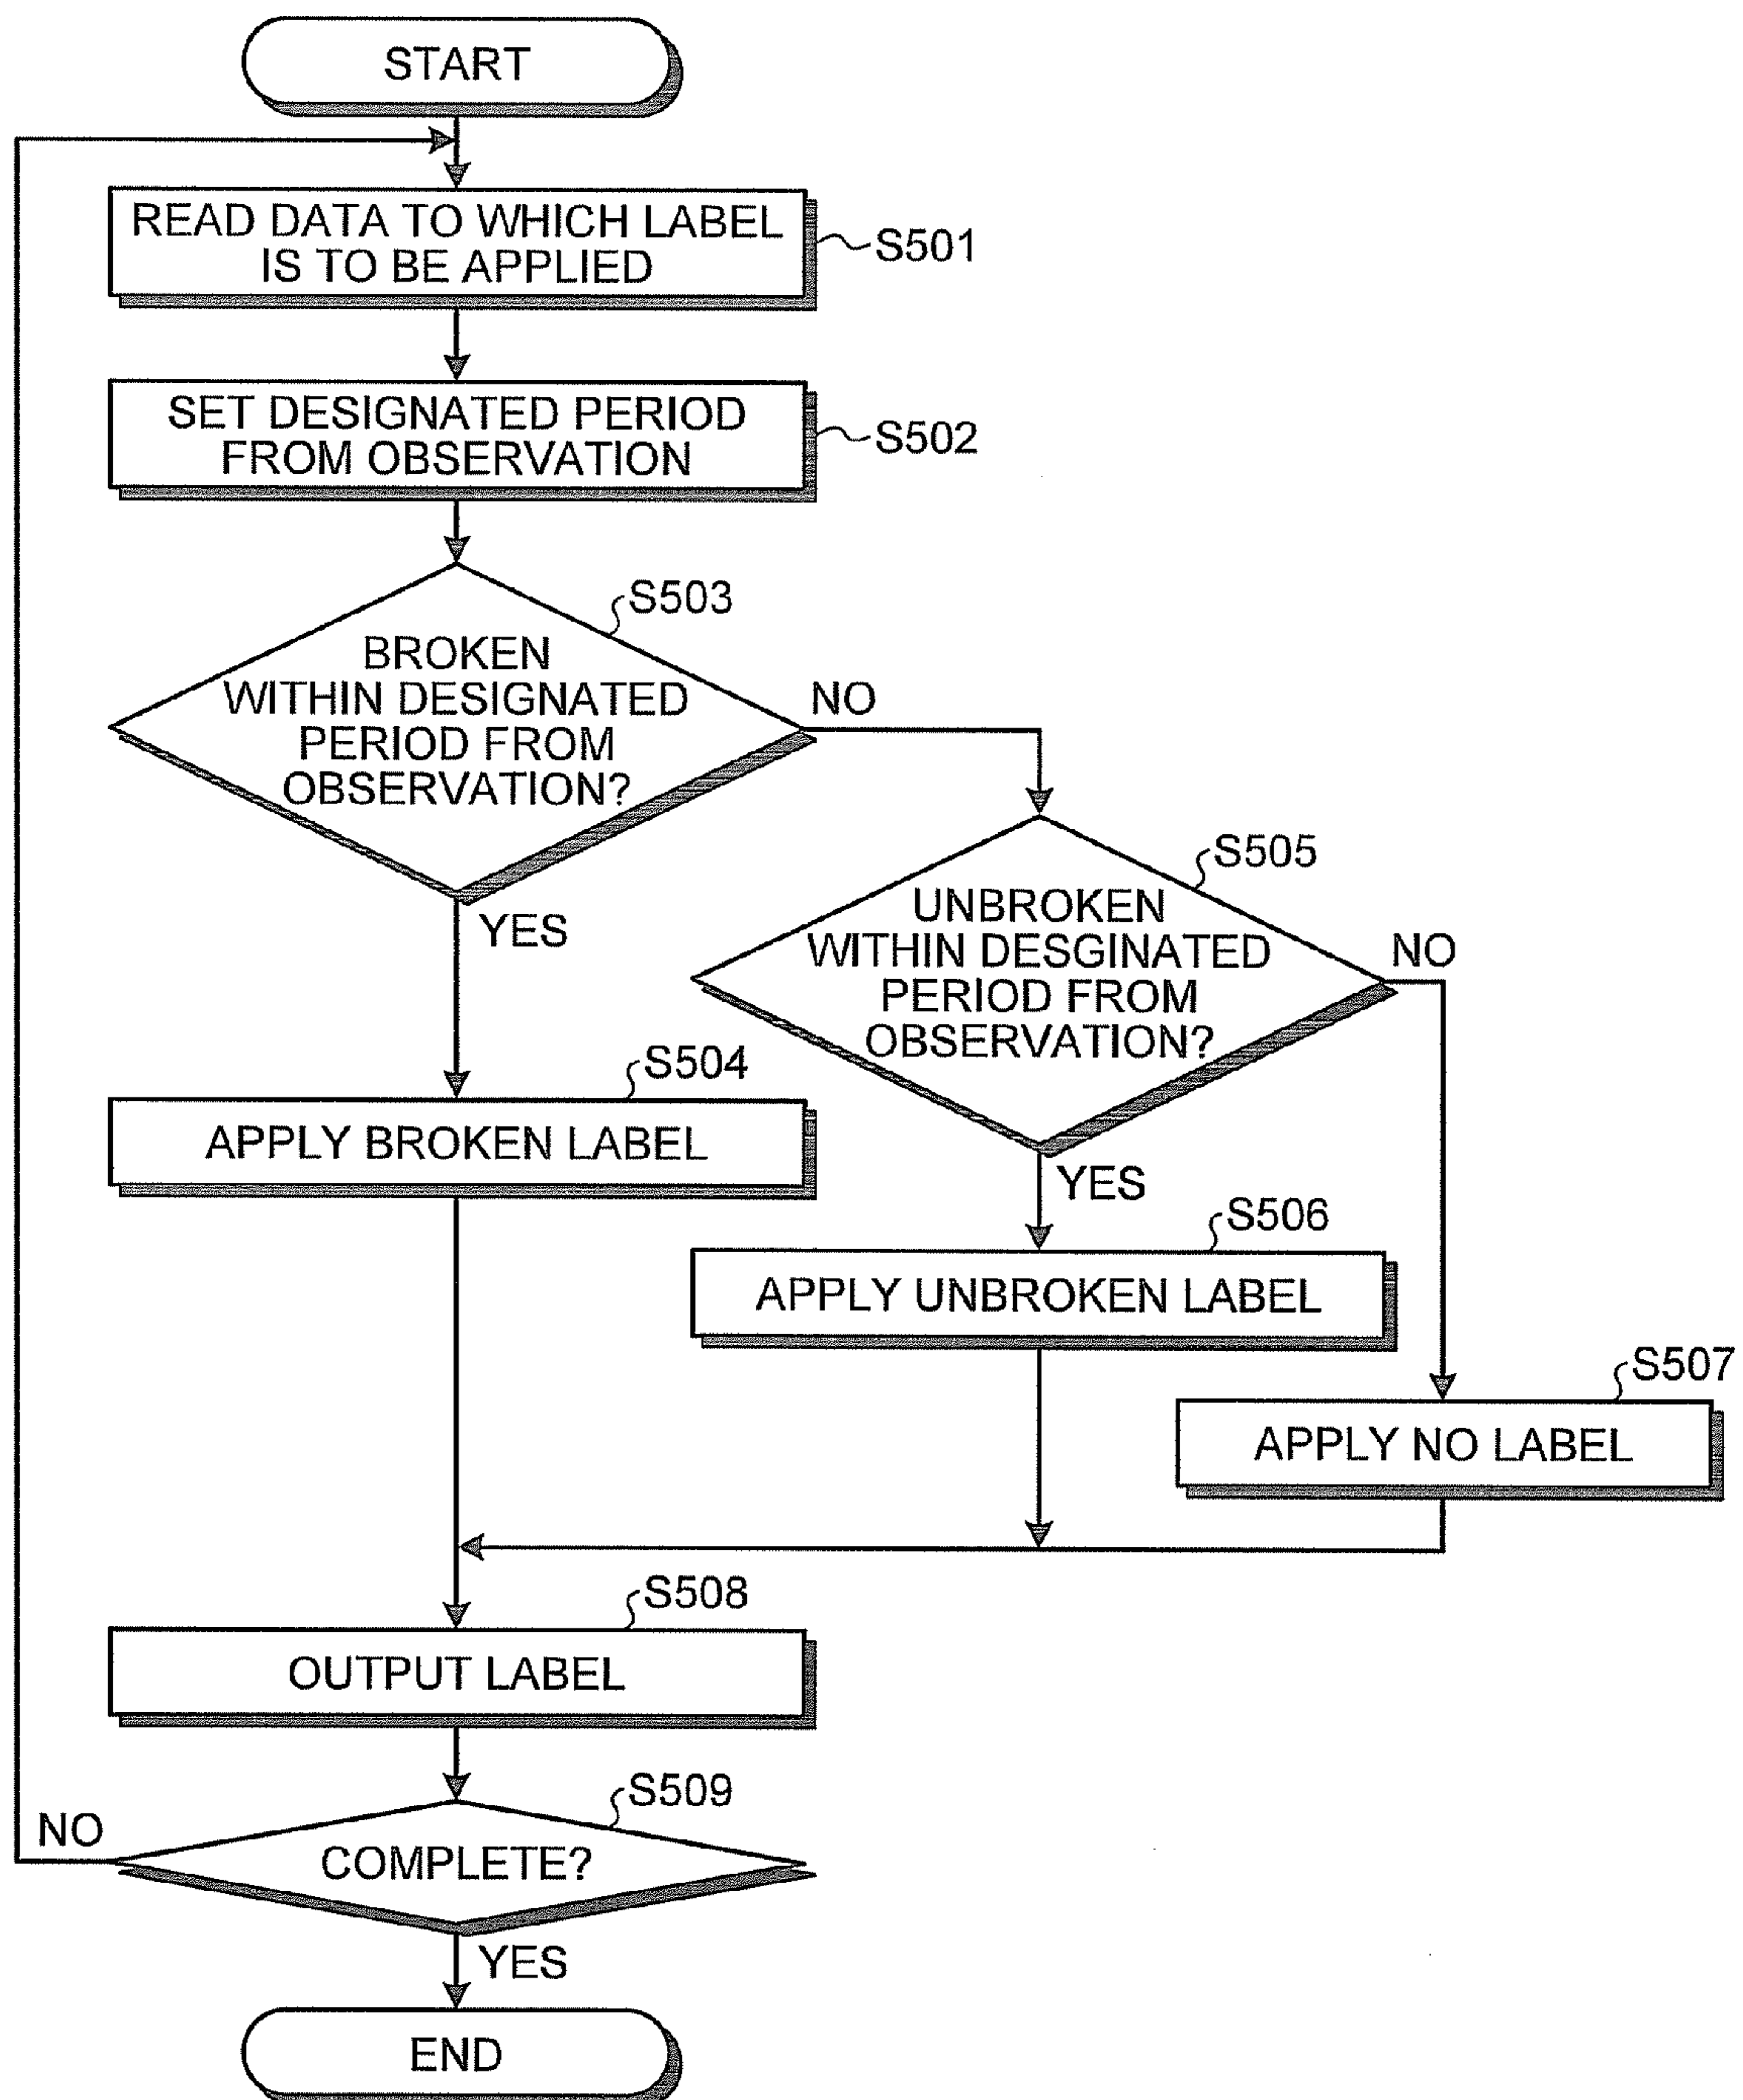 START
READ DATA TO WHICH LABEL
IS TO BE APPLIED
S501
SET DESIGNATED PERIOD
FROM OBSERVATION
S502
S503
BROKEN
WITHIN DESIGNATED
PERIOD FROM
OBSERVATION?
NO
YES
S505
UNBROKEN
WITHIN DESGINATED
PERIOD FROM
OBSERVATION?
NO
YES
S504
APPLY BROKEN LABEL
S506
APPLY UNBROKEN LABEL
S507
APPLY NO LABEL
S508
OUTPUT LABEL
S509
COMPLETE?
NO
YES
END